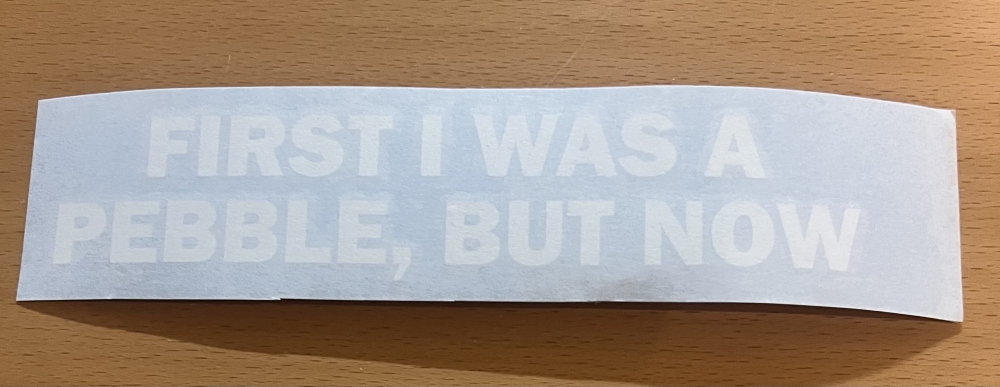 FIRST I WAS A
PEBBLE, BUT NOW